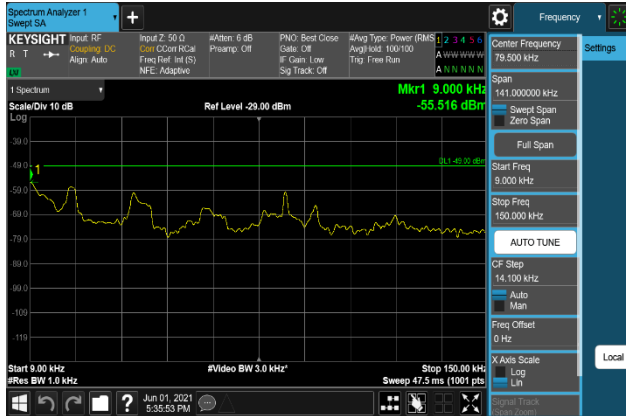 Spectrum Analyzer 1
Swept SA
+
Frequency
KEYSIGHT
R T
LW
Input: RF
Coupling: DC
Align: Auto
Input Z: 50 Ω
Corr CCorr RCal
Freq Ref: Int (S)
NFE: Adaptive
#Atten: 6 dB
Preamp: Off
PNO: Best Close
Gate: Off
IF Gain: Low
Sig Track: Off
#Avg Type: Power (RMS
Avg|Hold: 100/100
Trig: Free Run
1 2 3 4 5 6
A W W W W W
A N N N N N
1 Spectrum
Scale/Div 10 dB
Ref Level -29.00 dBm
Mkr1 9.000 kHz
-55.516 dBm
Log
-39.0
-49.0
-59.0
-69.0
-79.0
-89.0
-99.0
-109
-119
1
DL1 -49.00 dBm
Start 9.00 kHz
#Res BW 1.0 kHz
#Video BW 3.0 kHz*
Stop 150.00 kHz
Sweep 47.5 ms (1001 pts
?
Jun 01, 2021
5:35:53 PM
Center Frequency
79.500 kHz
Span
141.000000 kHz
Swept Span
Zero Span
Full Span
Start Freq
9.000 kHz
Stop Freq
150.000 kHz
AUTO TUNE
CF Step
14.100 kHz
Auto
Man
Freq Offset
0 Hz
X Axis Scale
Log
Lin
Signal Track
(Span Zoom)
Settings
Local